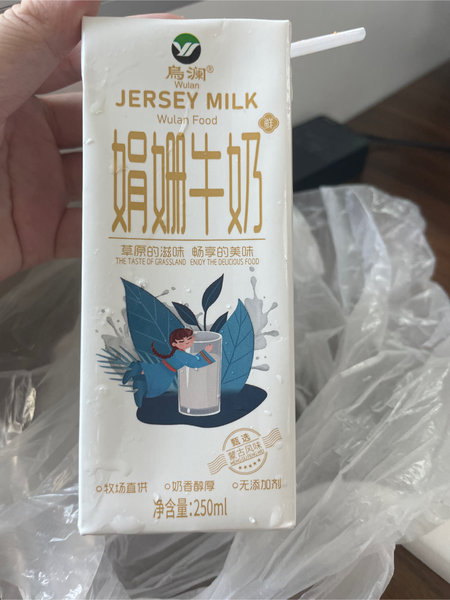 烏澜®
Wulan
JERSEY MILK
Wulan Food
鲜
娟姗牛奶
草原的滋味 畅享的美味
THE TASTE OF GRASSLAND ENJOY THE DELICIOUS FOOD
甄选
蒙古风味
牧场直供 奶香醇厚 无添加剂
净含量:250ml